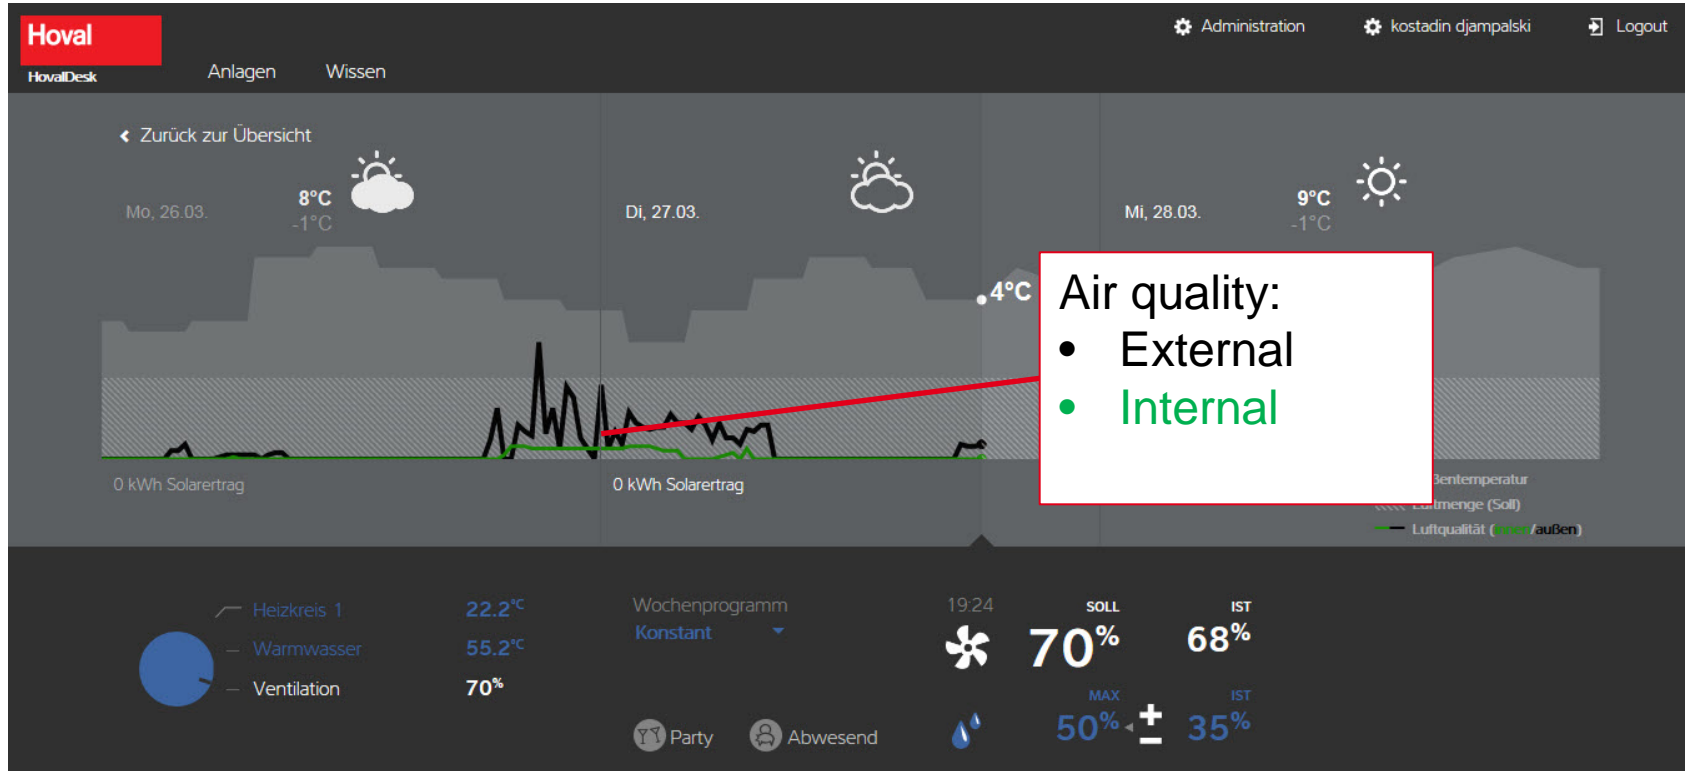 Hoval
HovalDesk
Anlagen Wissen
Administration kostadin djampalski Logout
Zurück zur Übersicht
Mo, 26.03. 8°C
-1°C
Di, 27.03.
Mi, 28.03. 9°C
-1°C
4°C
Air quality:
• External
• Internal
0 kWh Solarertrag
0 kWh Solarertrag
ßentemperatur
ftmenge (Soll)
Luftqualität ( /außen)
Heizkreis 1 22.2°C
Warmwasser 55.2°C
Ventilation 70%
Wochenprogramm
Konstant
Party Abwesend
19:24 SOLL IST
70% 68%
MAX IST
50% + − 35%